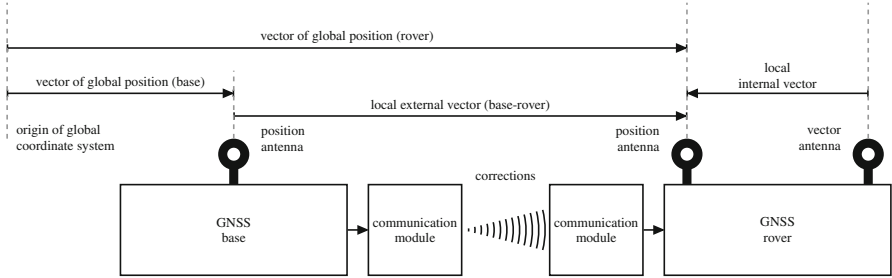 vector of global position (rover)
vector of global position (base)
local
internal vector
local external vector (base-rover)
origin of global
coordinate system
position
antenna
position
antenna
vector
antenna
corrections
GNSS
base
communication
module
communication
module
GNSS
rover